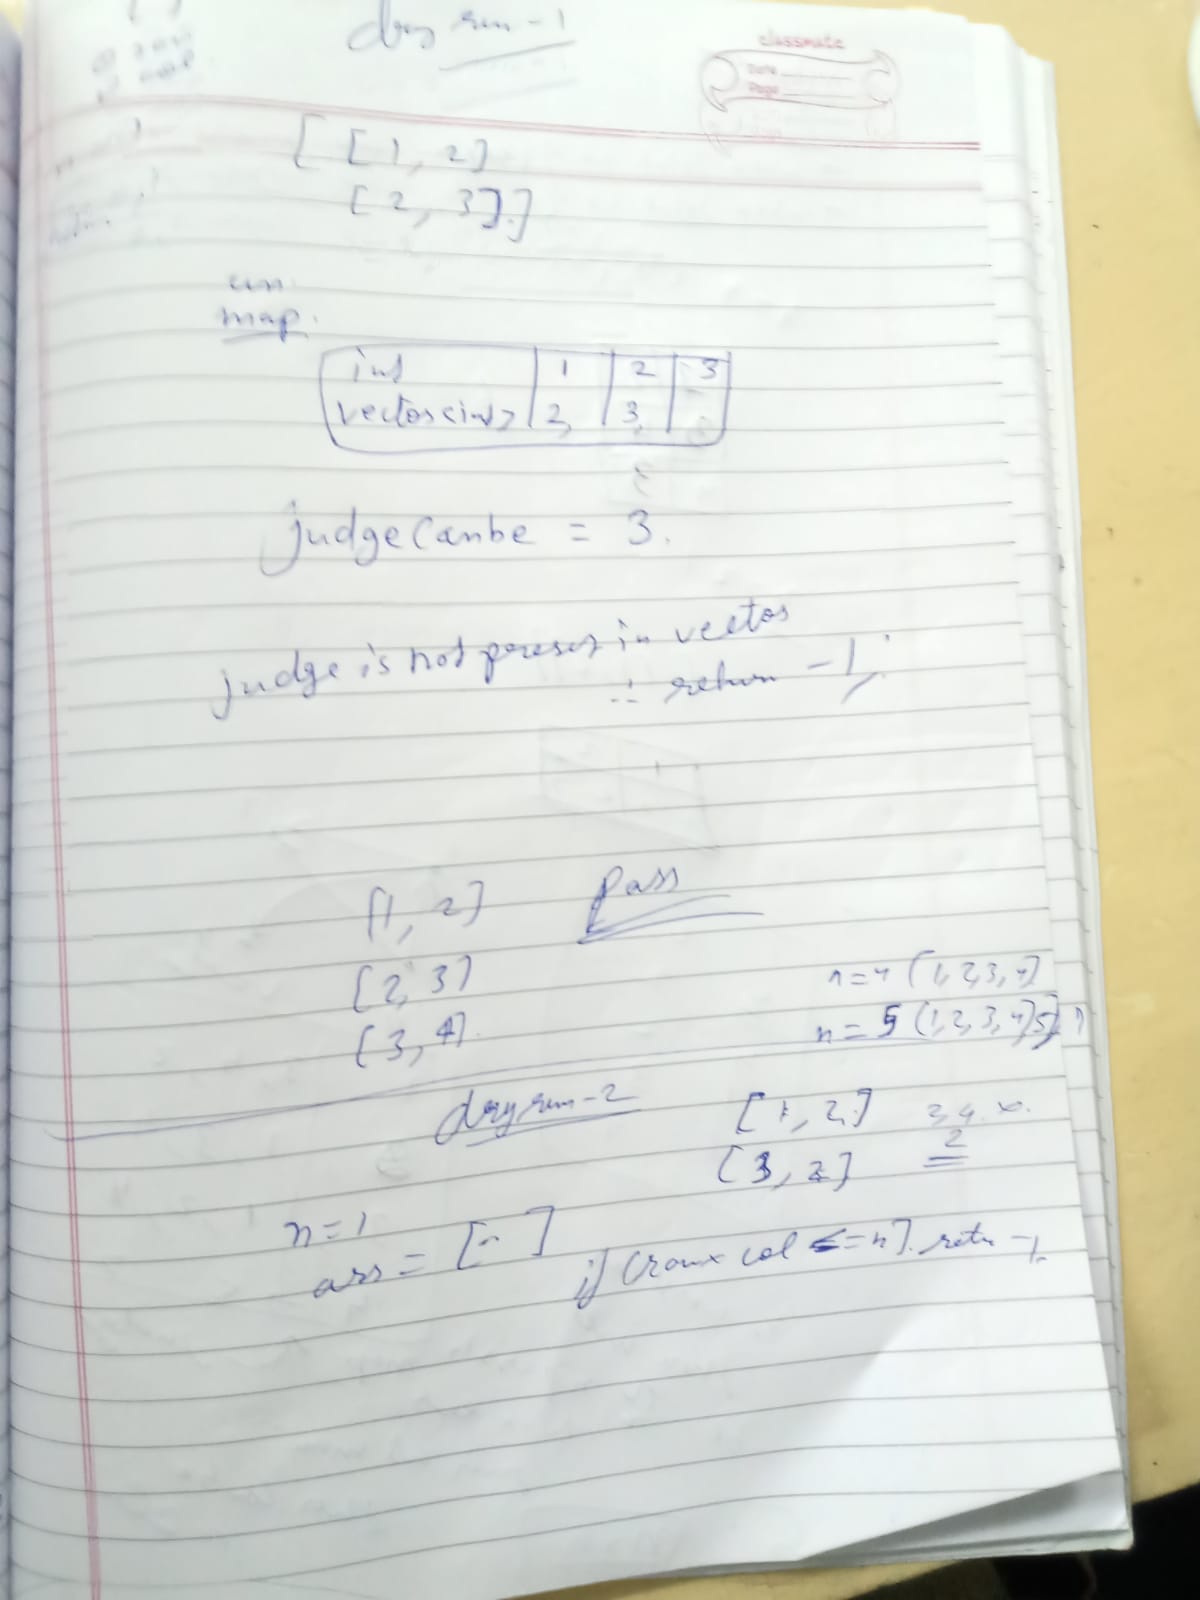 dry run - 1
classmate
Date
Page
[ [1, 2]
[2, 3] ]
un.
map.
int 1 2 3
vector<int> 2, 3,
judgeCanbe = 3.
judge is not present in vector
∴ return -1;
[1, 2] Pass
[2, 3]
[3, 4]
n=4 (1, 2, 3, 4]
n=5 (1, 2, 3, 4, 5]
dry run - 2
[1, 2] 3, 4
[3, 2] 2
n=1
arr = [ ]
if (row x col <= n] retu -1.